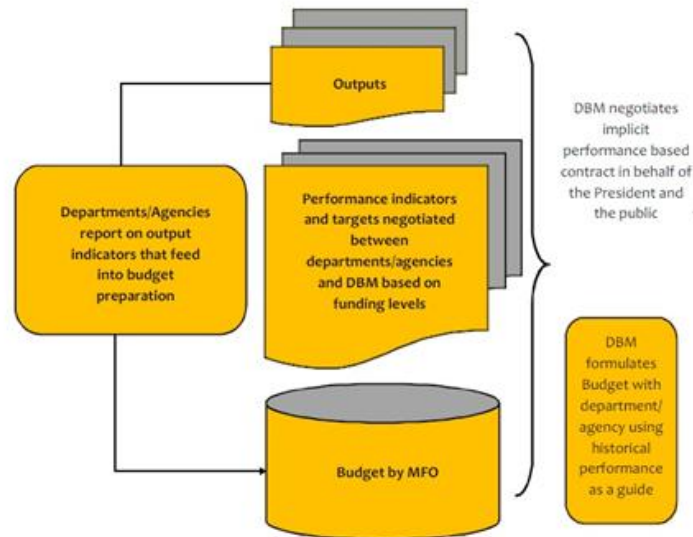 Outputs
DBM negotiates
implicit
performance based
contract in behalf of
the President and
the public
Departments/Agencies
report on output
indicators that feed
into budget
preparation
Performance indicators
and targets negotiated
between
departments/agencies
and DBM based on
funding levels
DBM
formulates
Budget with
department/
agency using
historical
performance
as a guide
Budget by MFO